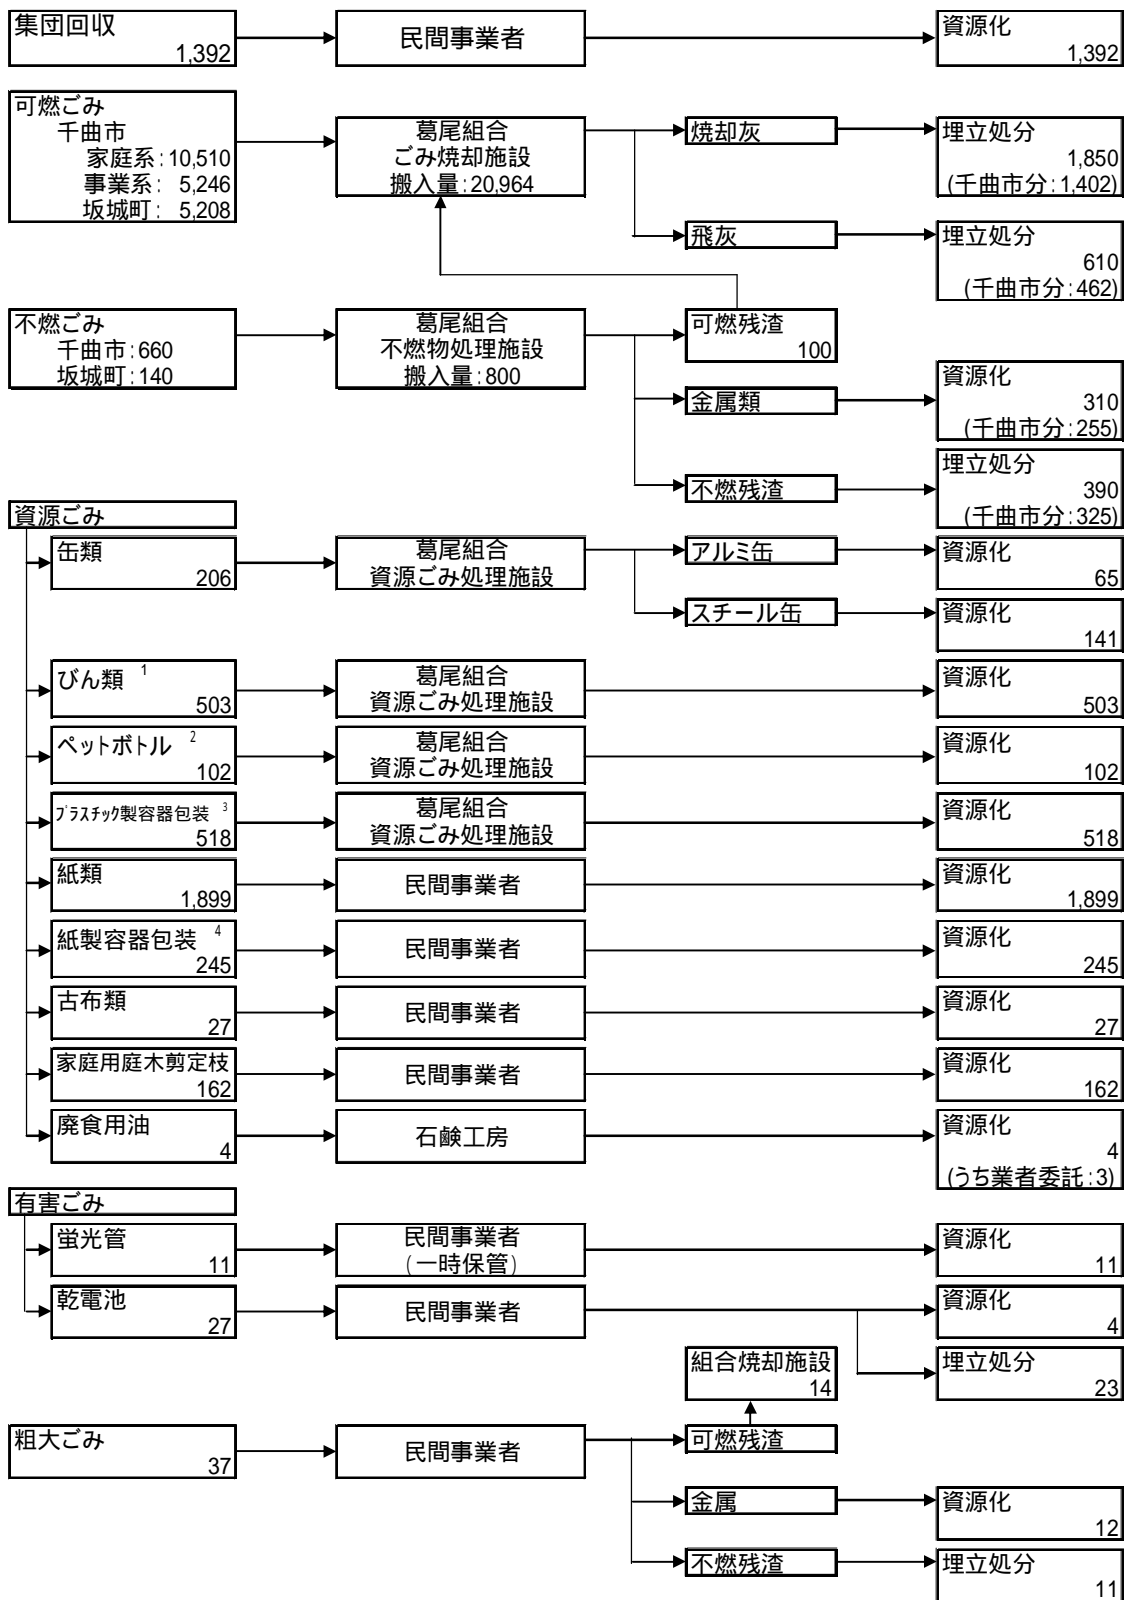 集団回収
1,392
民間事業者
資源化
1,392
可燃ごみ
千曲市
家庭系:10,510
事業系: 5,246
坂城町: 5,208
葛尾組合
ごみ焼却施設
搬入量:20,964
焼却灰
埋立処分
1,850
(千曲市分:1,402)
飛灰
埋立処分
610
(千曲市分:462)
不燃ごみ
千曲市:660
坂城町:140
葛尾組合
不燃物処理施設
搬入量:800
可燃残渣
100
金属類
資源化
310
(千曲市分:255)
不燃残渣
埋立処分
390
(千曲市分:325)
資源ごみ
缶類
206
葛尾組合
資源ごみ処理施設
アルミ缶
資源化
65
スチール缶
資源化
141
びん類 1
503
葛尾組合
資源ごみ処理施設
資源化
503
ペットボトル 2
102
葛尾組合
資源ごみ処理施設
資源化
102
プラスチック製容器包装 3
518
葛尾組合
資源ごみ処理施設
資源化
518
紙類
1,899
民間事業者
資源化
1,899
紙製容器包装 4
245
民間事業者
資源化
245
古布類
27
民間事業者
資源化
27
家庭用庭木剪定枝
162
民間事業者
資源化
162
廃食用油
4
石鹸工房
資源化
4
(うち業者委託:3)
有害ごみ
蛍光管
11
民間事業者
(一時保管)
資源化
11
乾電池
27
民間事業者
資源化
4
埋立処分
23
組合焼却施設
14
粗大ごみ
37
民間事業者
可燃残渣
金属
資源化
12
不燃残渣
埋立処分
11